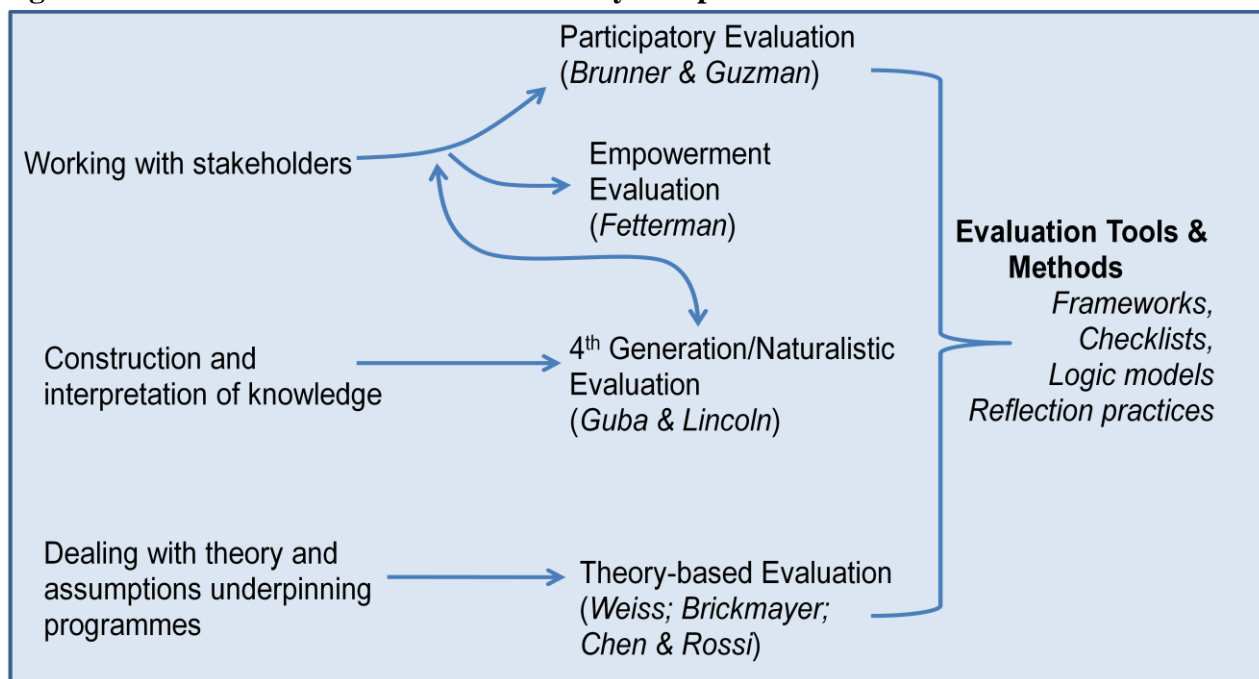 Participatory Evaluation
(Brunner & Guzman)
Working with stakeholders
Empowerment
Evaluation
(Fetterman)
Evaluation Tools &
Methods
Frameworks,
Checklists,
Logic models
Reflection practices
Construction and
interpretation of knowledge
4th Generation/Naturalistic
Evaluation
(Guba & Lincoln)
Dealing with theory and
assumptions underpinning
programmes
Theory-based Evaluation
(Weiss; Brickmayer;
Chen & Rossi)